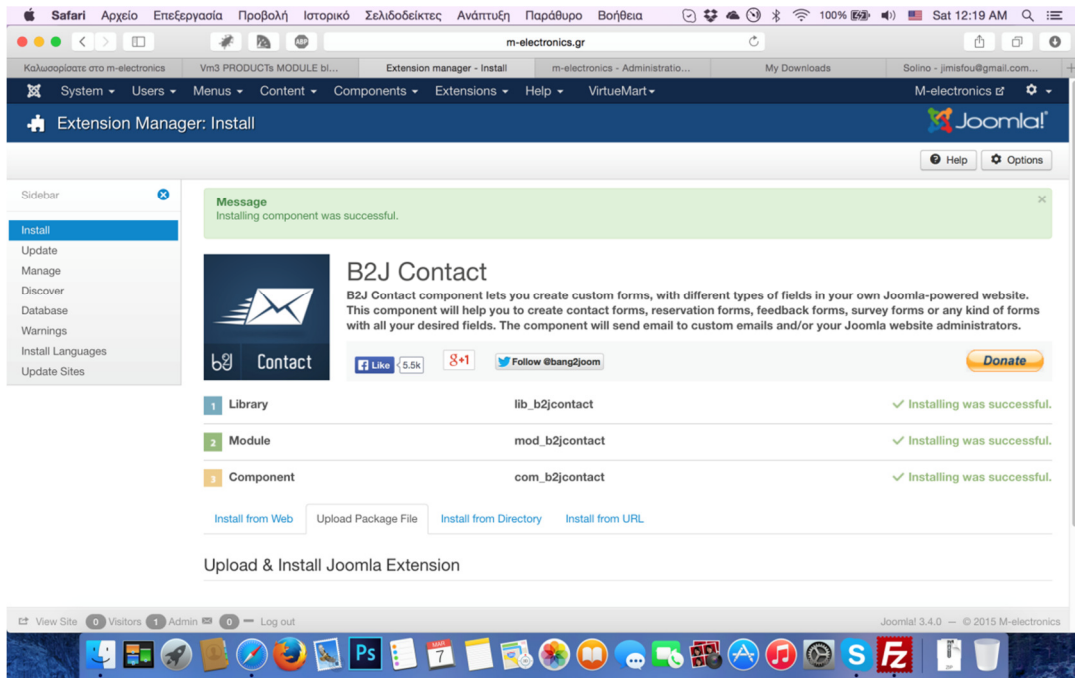 Safari Αρχείο Επεξεργασία Προβολή Ιστορικό Σελιδοδείκτες Ανάπτυξη Παράθυρο Βοήθεια 100% Sat 12:19 AM
ABP m-electronics.gr
Καλωσορίσατε στο m-electronics Vm3 PRODUCTs MODULE bl... Extension manager - Install m-electronics - Administratio... My Downloads Solino - jimisfou@gmail.com...
System Users Menus Content Components Extensions Help VirtueMart M-electronics
Extension Manager: Install Joomla!
Help Options
Sidebar
Install
Update
Manage
Discover
Database
Warnings
Install Languages
Update Sites
Message
Installing component was successful.
B2J Contact
B2J Contact component lets you create custom forms, with different types of fields in your own Joomla-powered website.
This component will help you to create contact forms, reservation forms, feedback forms, survey forms or any kind of forms
with all your desired fields. The component will send email to custom emails and/or your Joomla website administrators.
b2j Contact
Like 5.5k g+1 Follow @bang2joom Donate
1 Library lib_b2jcontact Installing was successful.
2 Module mod_b2jcontact Installing was successful.
3 Component com_b2jcontact Installing was successful.
Install from Web Upload Package File Install from Directory Install from URL
Upload & Install Joomla Extension
View Site 0 Visitors 1 Admin 0 Log out Joomla! 3.4.0 — © 2015 M-electronics
Ps MAR 7 S Fz ZIP